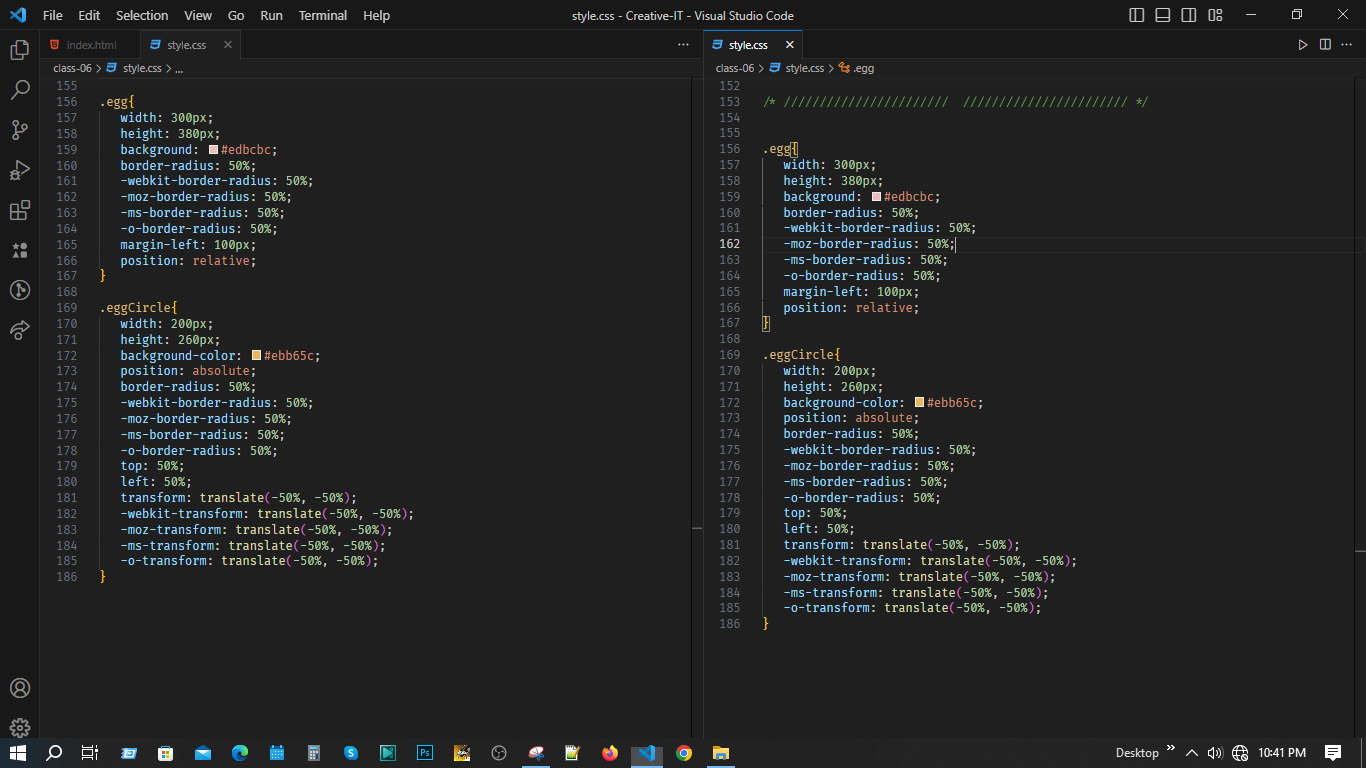 File Edit Selection View Go Run Terminal Help
style.css - Creative-IT - Visual Studio Code
index.html
style.css
class-06 > style.css > ...
155
156 .egg{
157 width: 300px;
158 height: 380px;
159 background: #edbcbc;
160 border-radius: 50%;
161 -webkit-border-radius: 50%;
162 -moz-border-radius: 50%;
163 -ms-border-radius: 50%;
164 -o-border-radius: 50%;
165 margin-left: 100px;
166 position: relative;
167 }
168
169 .eggCircle{
170 width: 200px;
171 height: 260px;
172 background-color: #ebb65c;
173 position: absolute;
174 border-radius: 50%;
175 -webkit-border-radius: 50%;
176 -moz-border-radius: 50%;
177 -ms-border-radius: 50%;
178 -o-border-radius: 50%;
179 top: 50%;
180 left: 50%;
181 transform: translate(-50%, -50%);
182 -webkit-transform: translate(-50%, -50%);
183 -moz-transform: translate(-50%, -50%);
184 -ms-transform: translate(-50%, -50%);
185 -o-transform: translate(-50%, -50%);
186 }
style.css
class-06 > style.css > .egg
152
153 /* /////////////////////// /////////////////////// */
154
155
156 .egg{
157 width: 300px;
158 height: 380px;
159 background: #edbcbc;
160 border-radius: 50%;
161 -webkit-border-radius: 50%;
162 -moz-border-radius: 50%;
163 -ms-border-radius: 50%;
164 -o-border-radius: 50%;
165 margin-left: 100px;
166 position: relative;
167 }
168
169 .eggCircle{
170 width: 200px;
171 height: 260px;
172 background-color: #ebb65c;
173 position: absolute;
174 border-radius: 50%;
175 -webkit-border-radius: 50%;
176 -moz-border-radius: 50%;
177 -ms-border-radius: 50%;
178 -o-border-radius: 50%;
179 top: 50%;
180 left: 50%;
181 transform: translate(-50%, -50%);
182 -webkit-transform: translate(-50%, -50%);
183 -moz-transform: translate(-50%, -50%);
184 -ms-transform: translate(-50%, -50%);
185 -o-transform: translate(-50%, -50%);
186 }
Desktop
10:41 PM